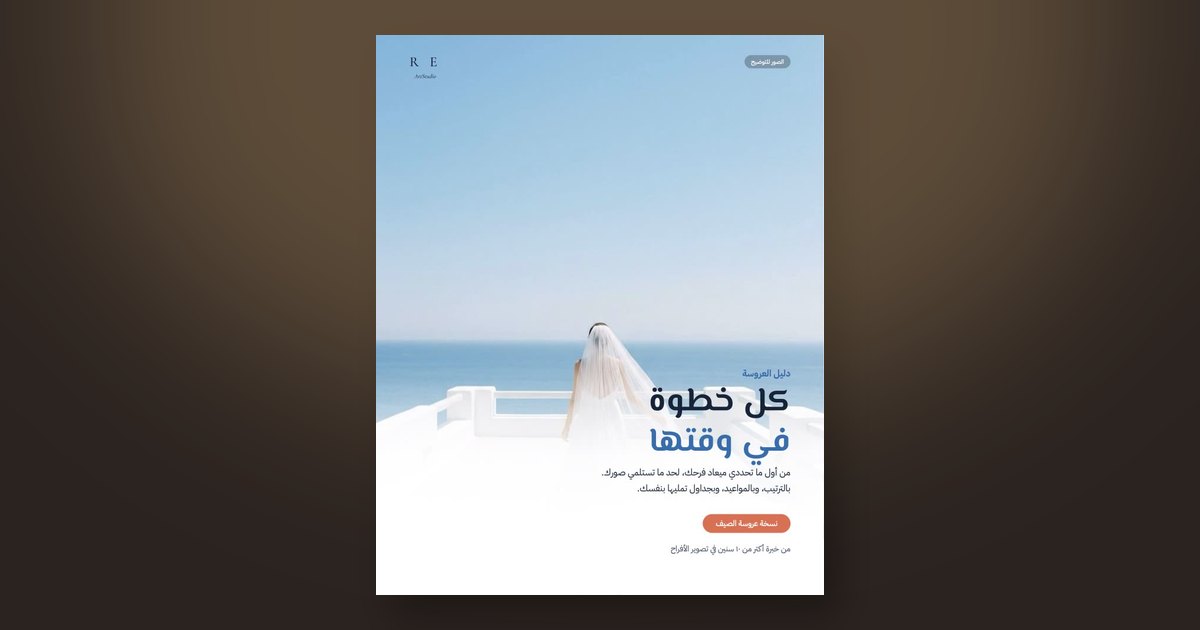 R E
ArtStudio
الصور للتوضيح
دليل العروسة
كل خطوة
في وقتها
من أول ما تحددي ميعاد فرحك، لحد ما تستلمي صورك.
بالترتيب، وبالمواعيد، وبجداول تمليها بنفسك.
نسخة عروسة الصيف
من خبرة أكتر من ١٠ سنين في تصوير الأفراح